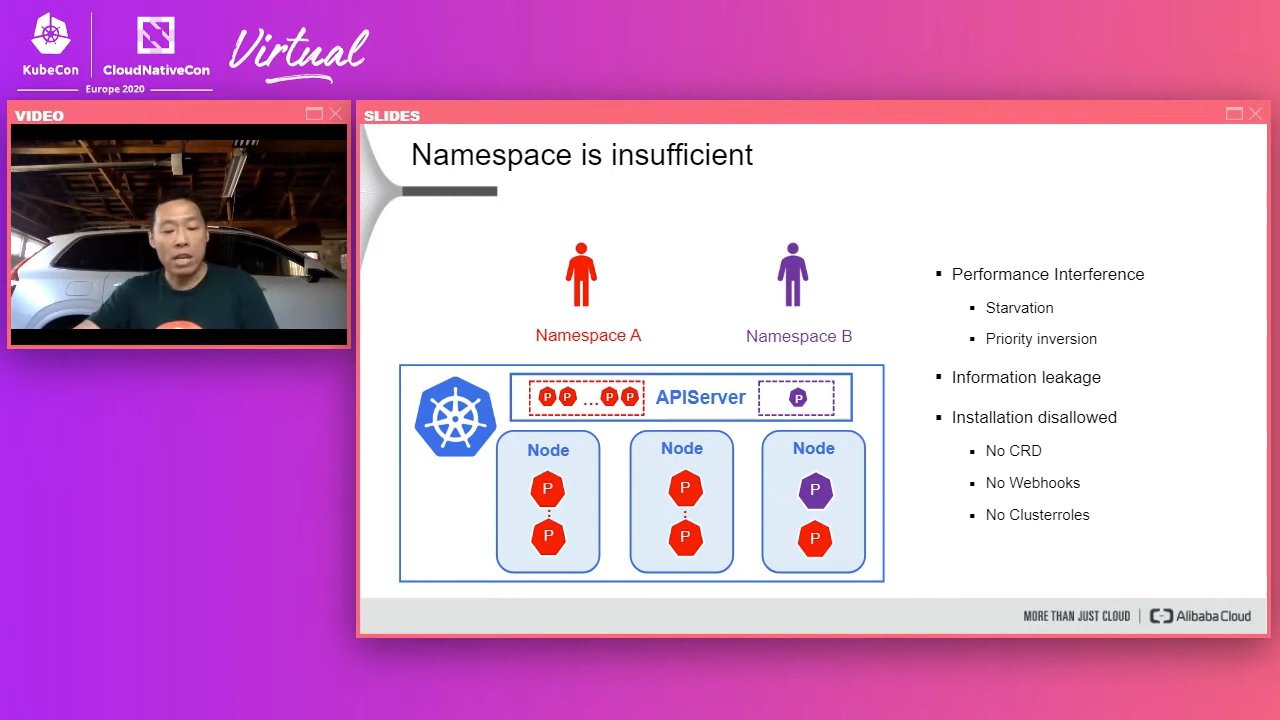 KubeCon
CloudNativeCon
Europe 2020
Virtual
VIDEO
SLIDES
Namespace is insufficient
Namespace A
Namespace B
P P ... P P APIServer P
Node Node Node
P P P
P P P
Performance Interference
Starvation
Priority inversion
Information leakage
Installation disallowed
No CRD
No Webhooks
No Clusterroles
MORE THAN JUST CLOUD | Alibaba Cloud